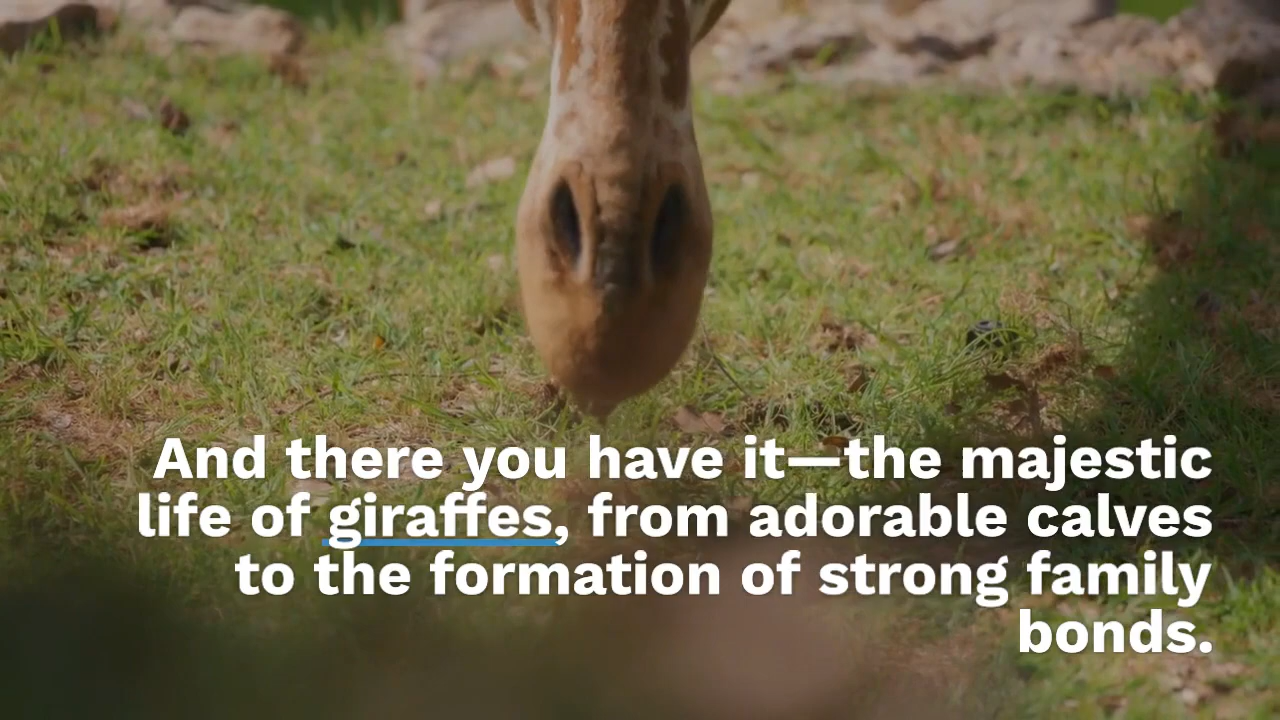 And there you have it—the majestic
life of giraffes, from adorable calves
to the formation of strong family
bonds.